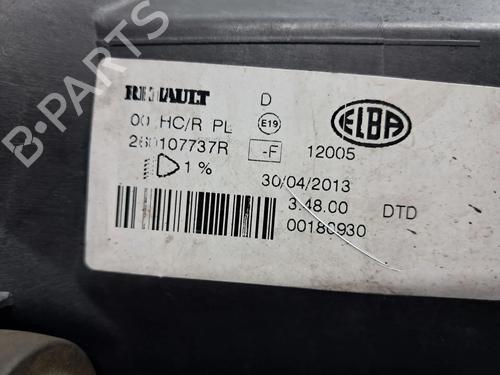 RENAULT D
00 HC/R PL E19 ELBA
260107737R -F 12005
1 % 30/04/2013
3.48.00 DTD
00180930
B-PARTS